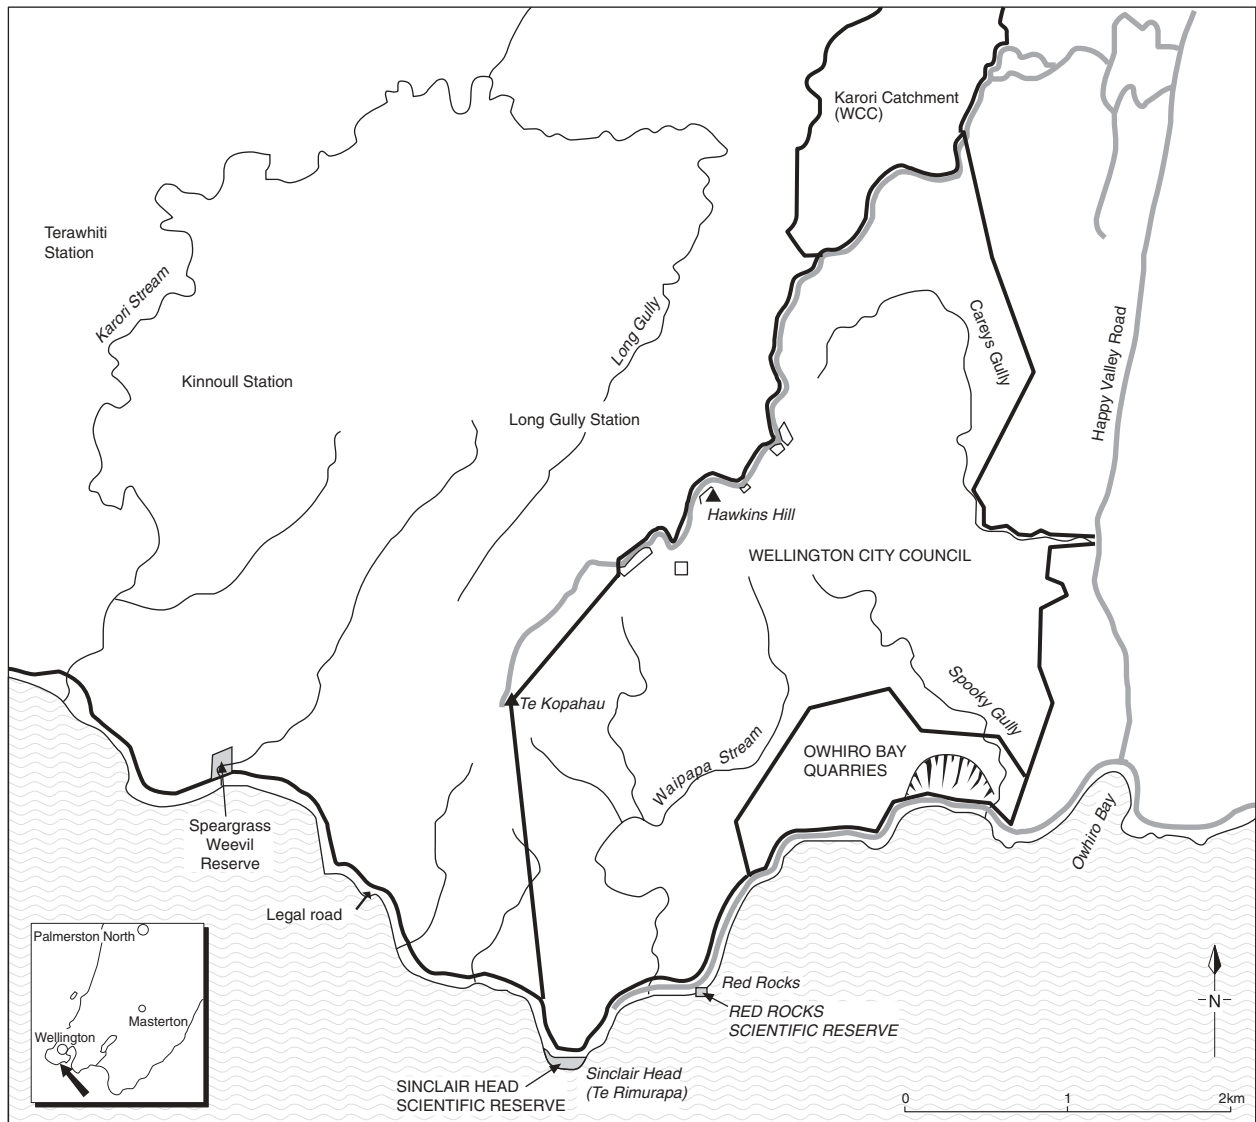 Karori Catchment
(WCC)
Terawhiti
Station
Karori Stream
Long Gully
Careys Gully
Happy Valley Road
Kinnoull Station
Long Gully Station
Hawkins Hill
WELLINGTON CITY COUNCIL
Te Kopahau
Spooky Gully
Waipapa Stream
OWHIRO BAY
QUARRIES
Owhiro Bay
Speargrass
Weevil
Reserve
Legal road
Palmerston North
Masterton
Wellington
Red Rocks
RED ROCKS
SCIENTIFIC RESERVE
N
SINCLAIR HEAD
SCIENTIFIC RESERVE
Sinclair Head
(Te Rimurapa)
0 1 2km